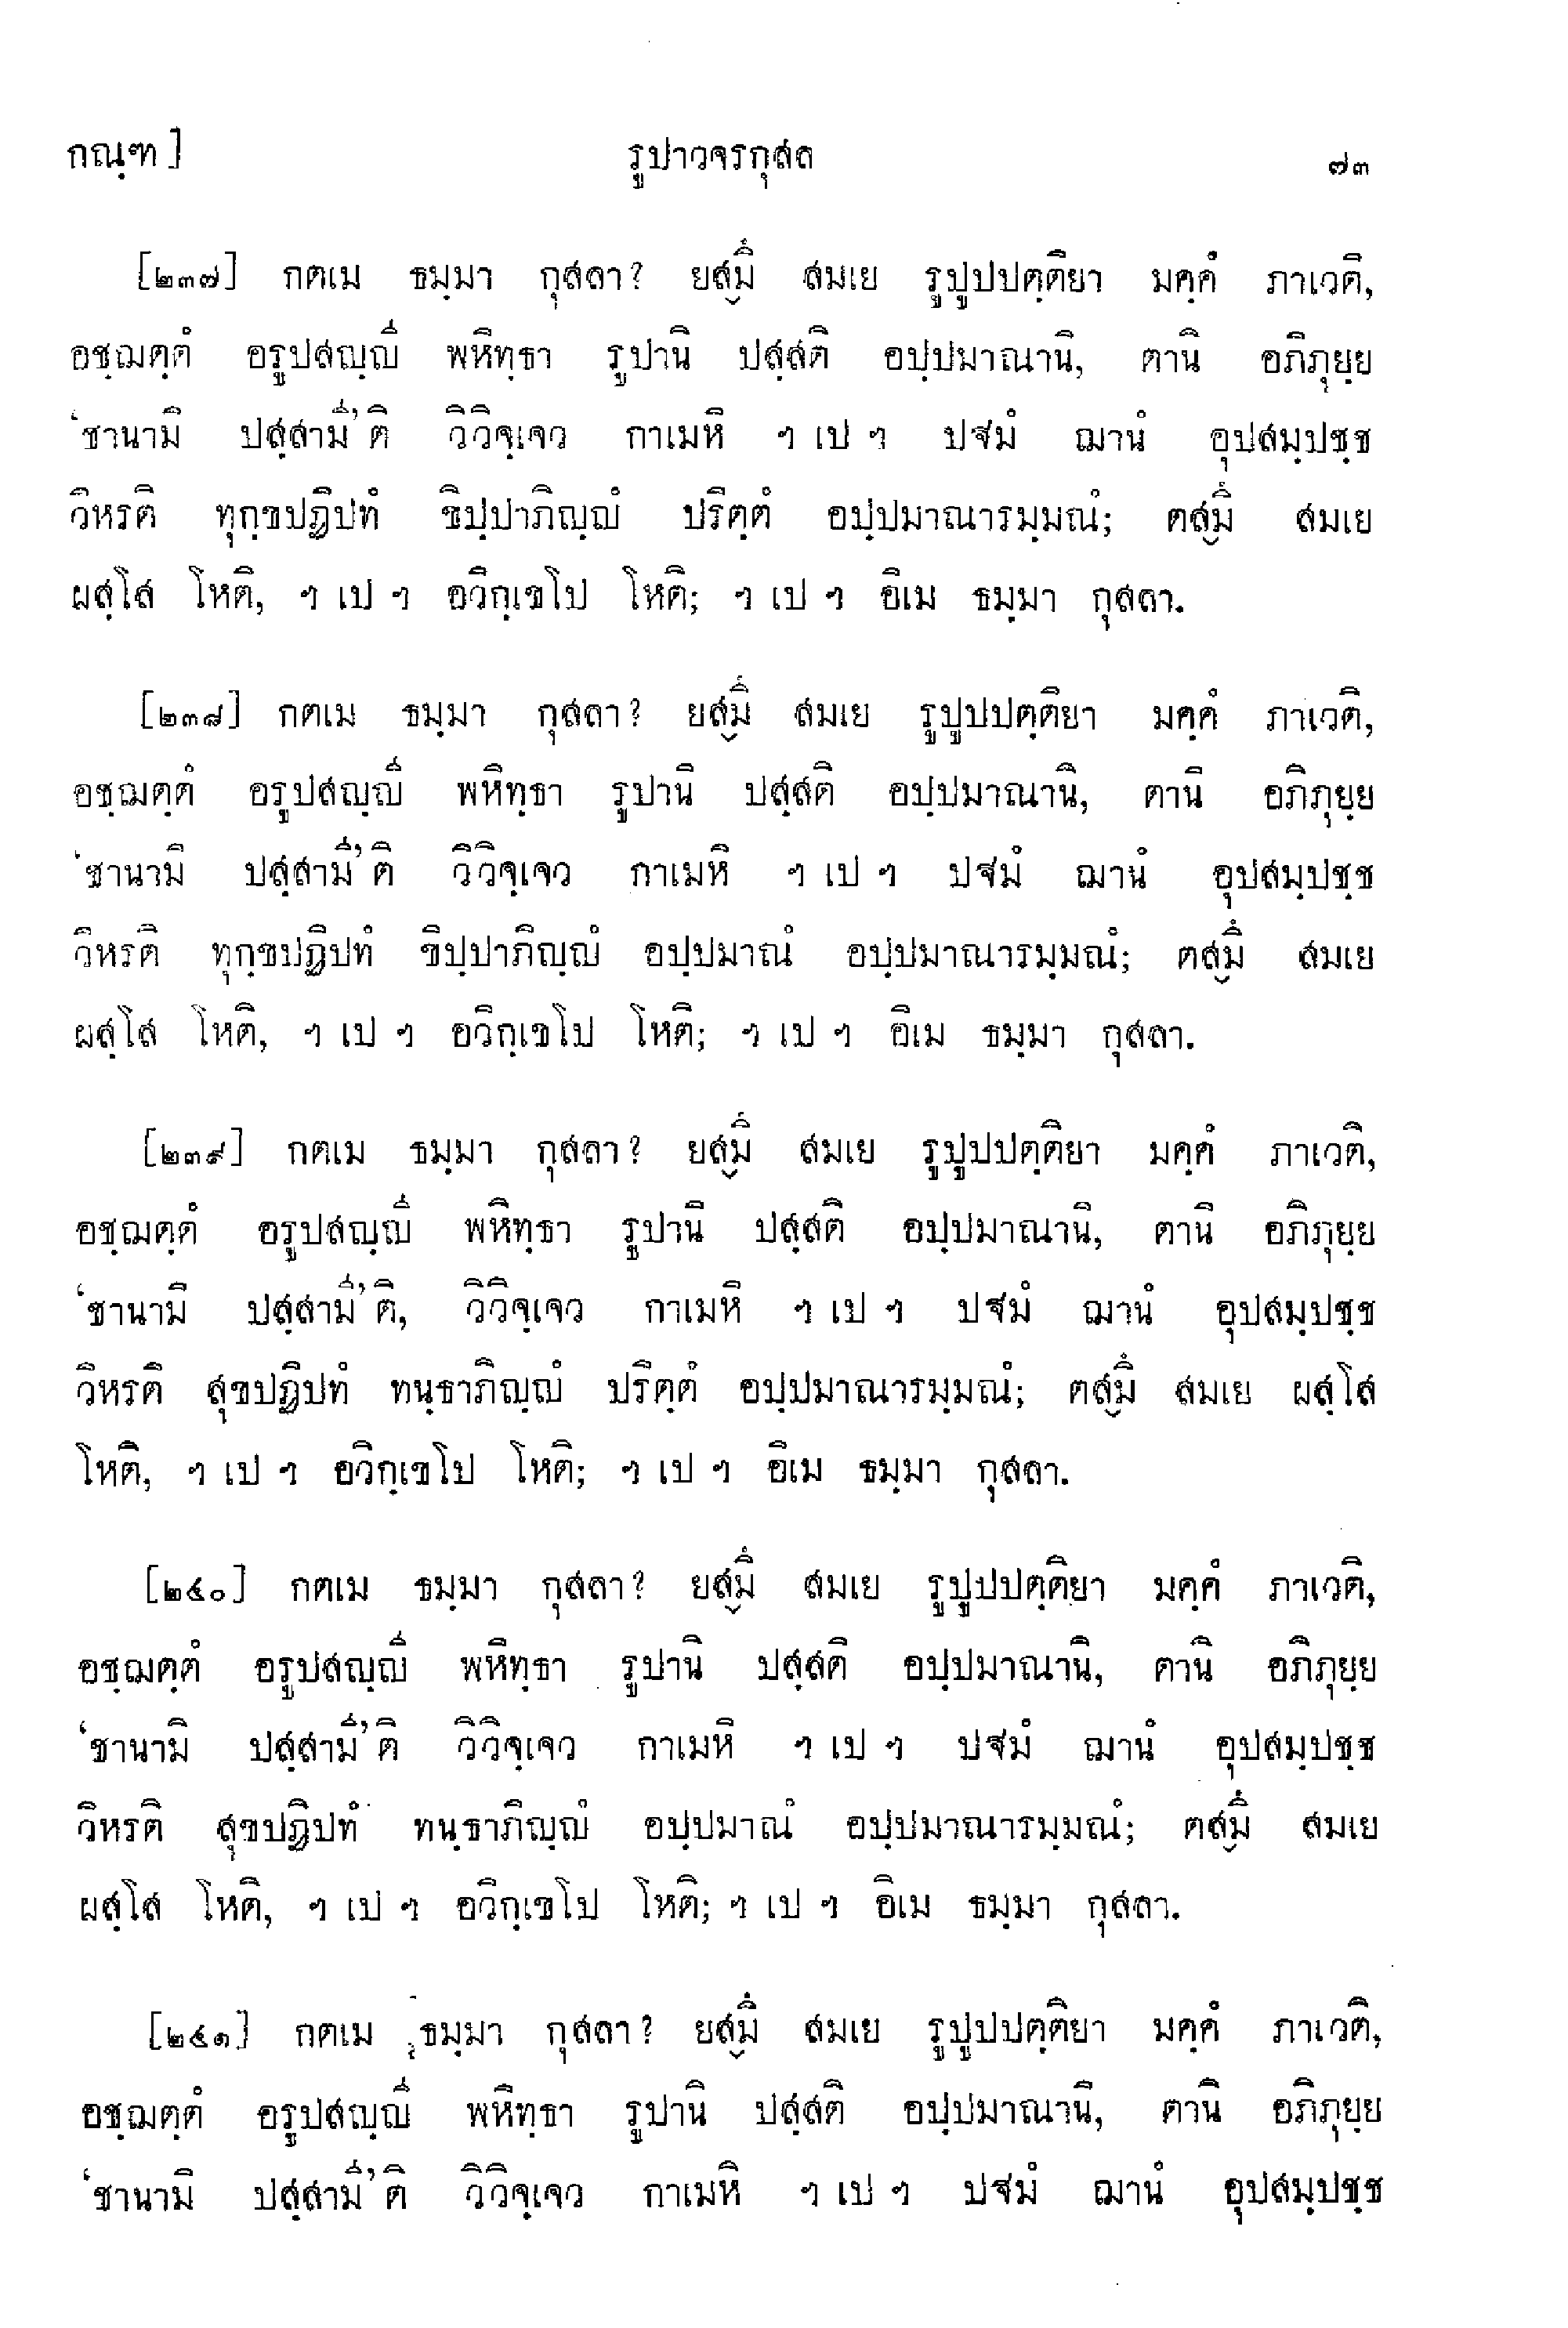 กณฺฑ]                    รูปาวจรกุสล                    ๗๓
[๒๓๗] กตเม ธมฺมา กุสลา? ยสฺมึ สมเย รูปูปปตฺติยา มคฺคํ ภาเวติ,
อชฺฌตฺตํ อรูปสญฺญึ พหิทฺธา รูปานิ ปสฺสติ อปฺปมาณานิ, ตานิ อภิภุยฺย
‘ชานามิ ปสฺสามี’ติ วิวิจฺเจว กาเมหิ ฯ เป ฯ ปฐมํ ฌานํ อุปสมฺปชฺช
วิหรติ ทุกฺขปฏิปทํ ขิปฺปาภิญฺญํ ปริตฺตํ อปฺปมาณารมฺมณํ; ตสฺมึ สมเย
ผสฺโส โหติ, ฯ เป ฯ อวิกฺเขโป โหติ; ฯ เป ฯ อิเม ธมฺมา กุสลา.
[๒๓๘] กตเม ธมฺมา กุสลา? ยสฺมึ สมเย รูปูปปตฺติยา มคฺคํ ภาเวติ,
อชฺฌตฺตํ อรูปสญฺญึ พหิทฺธา รูปานิ ปสฺสติ อปฺปมาณานิ, ตานิ อภิภุยฺย
‘ชานามิ ปสฺสามี’ติ วิวิจฺเจว กาเมหิ ฯ เป ฯ ปฐมํ ฌานํ อุปสมฺปชฺช
วิหรติ ทุกฺขปฏิปทํ ขิปฺปาภิญฺญํ อปฺปมาณํ อปฺปมาณารมฺมณํ; ตสฺมึ สมเย
ผสฺโส โหติ, ฯ เป ฯ อวิกฺเขโป โหติ; ฯ เป ฯ อิเม ธมฺมา กุสลา.
[๒๓๙] กตเม ธมฺมา กุสลา? ยสฺมึ สมเย รูปูปปตฺติยา มคฺคํ ภาเวติ,
อชฺฌตฺตํ อรูปสญฺญึ พหิทฺธา รูปานิ ปสฺสติ อปฺปมาณานิ, ตานิ อภิภุยฺย
‘ชานามิ ปสฺสามี’ติ, วิวิจฺเจว กาเมหิ ฯ เป ฯ ปฐมํ ฌานํ อุปสมฺปชฺช
วิหรติ สุขปฏิปทํ ทนฺธาภิญฺญํ ปริตฺตํ อปฺปมาณารมฺมณํ; ตสฺมึ สมเย ผสฺโส
โหติ, ฯ เป ฯ อวิกฺเขโป โหติ; ฯ เป ฯ อิเม ธมฺมา กุสลา.
[๒๔๐] กตเม ธมฺมา กุสลา? ยสฺมึ สมเย รูปูปปตฺติยา มคฺคํ ภาเวติ,
อชฺฌตฺตํ อรูปสญฺญึ พหิทฺธา รูปานิ ปสฺสติ อปฺปมาณานิ, ตานิ อภิภุยฺย
‘ชานามิ ปสฺสามี’ติ วิวิจฺเจว กาเมหิ ฯ เป ฯ ปฐมํ ฌานํ อุปสมฺปชฺช
วิหรติ สุขปฏิปทํ ทนฺธาภิญฺญํ อปฺปมาณํ อปฺปมาณารมฺมณํ; ตสฺมึ สมเย
ผสฺโส โหติ, ฯ เป ฯ อวิกฺเขโป โหติ; ฯ เป ฯ อิเม ธมฺมา กุสลา.
[๒๔๑] กตเม ธมฺมา กุสลา? ยสฺมึ สมเย รูปูปปตฺติยา มคฺคํ ภาเวติ,
อชฺฌตฺตํ อรูปสญฺญึ พหิทฺธา รูปานิ ปสฺสติ อปฺปมาณานิ, ตานิ อภิภุยฺย
‘ชานามิ ปสฺสามี’ติ วิวิจฺเจว กาเมหิ ฯ เป ฯ ปฐมํ ฌานํ อุปสมฺปชฺช